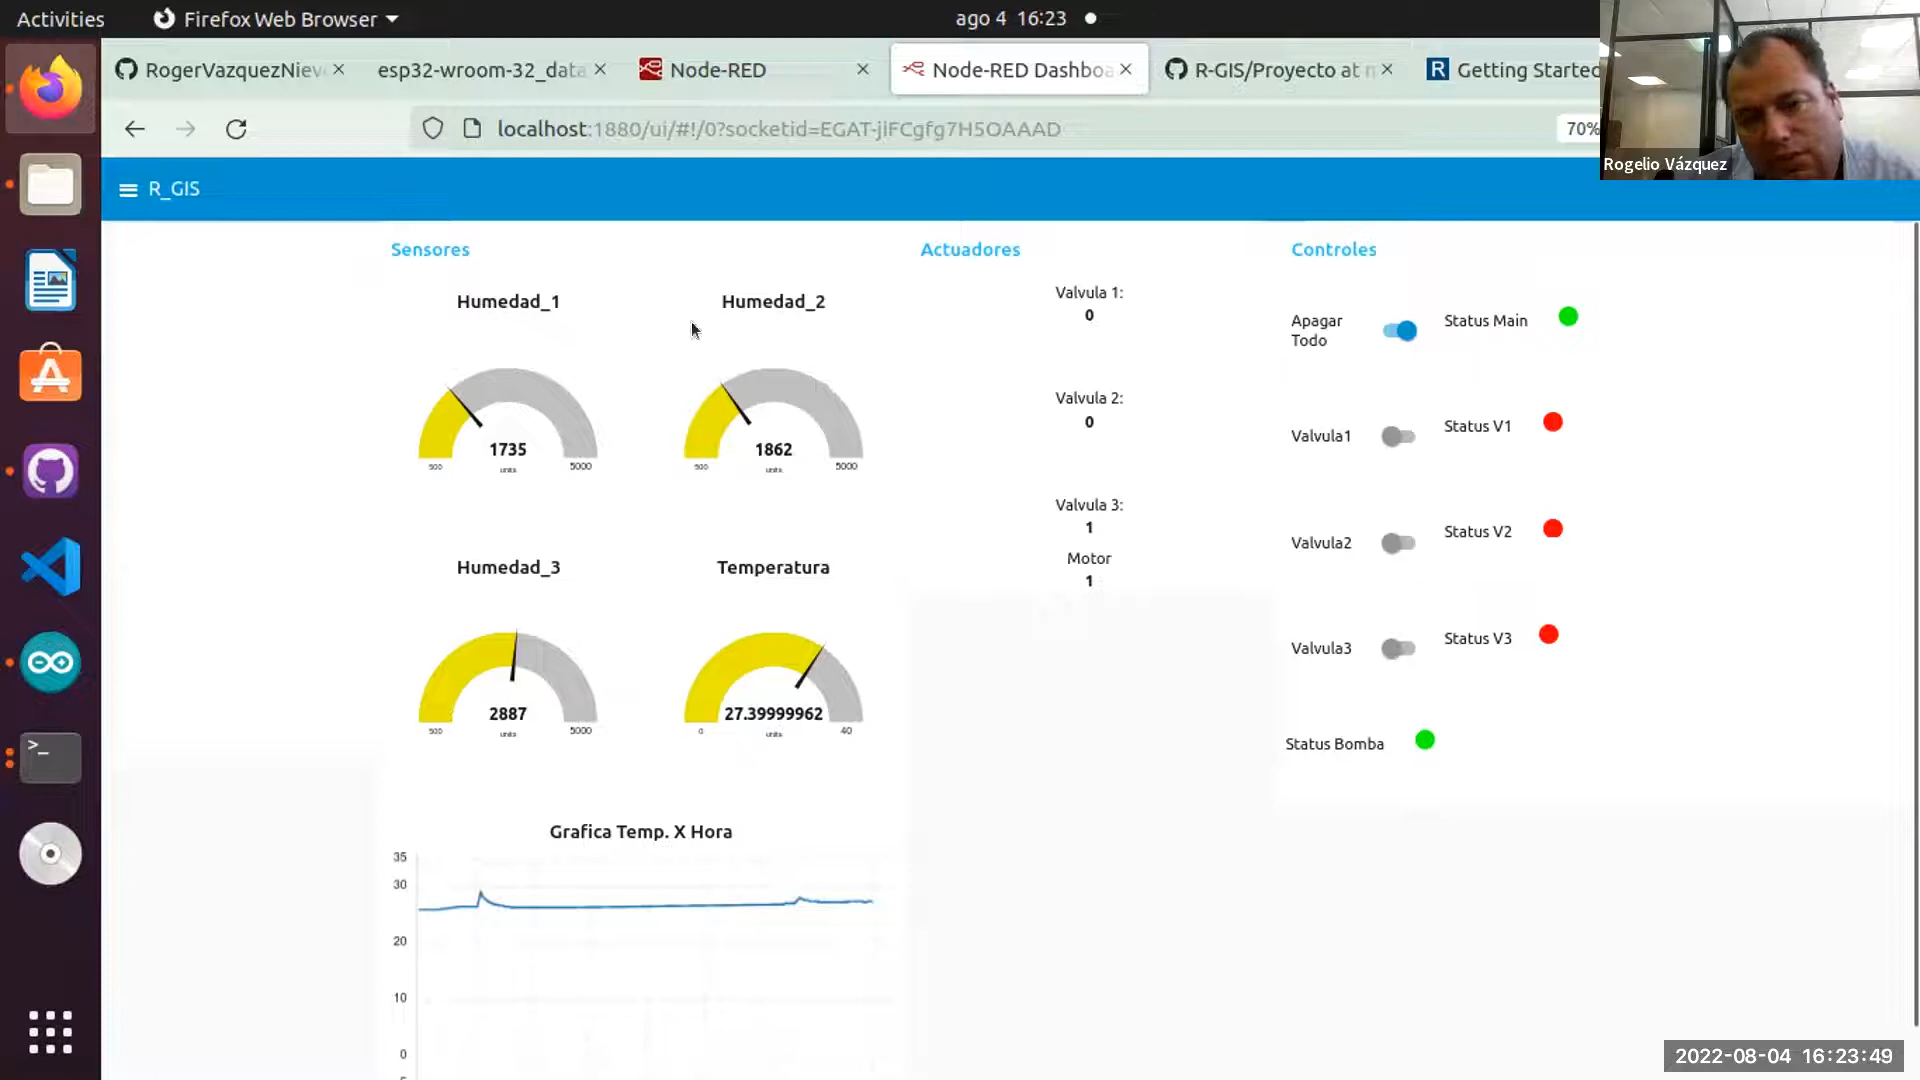 Activities
Firefox Web Browser
ago 4 16:23
RogerVazquezNiev
esp32-wroom-32_data
Node-RED
Node-RED Dashboa
R-GIS/Proyecto at m
Getting Started
localhost:1880/ui/#!/0?socketid=EGAT-jiFCgfg7H5OAAAD
70%
Rogelio Vázquez
R_GIS
Sensores
Humedad_1
1735
units
500
5000
Humedad_2
1862
units
500
5000
Humedad_3
2887
units
500
5000
Temperatura
27.39999962
units
0
40
Grafica Temp. X Hora
35
30
20
10
0
Actuadores
Valvula 1:
0
Valvula 2:
0
Valvula 3:
1
Motor
1
Controles
Apagar
Todo
Status Main
Valvula1
Status V1
Valvula2
Status V2
Valvula3
Status V3
Status Bomba
2022-08-04 16:23:49